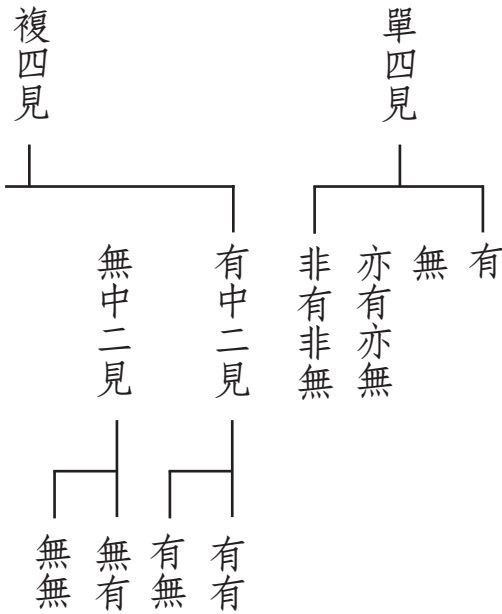 單四見
有
無
亦有亦無
非有非無
複四見
有中二見
有有
有無
無中二見
無有
無無